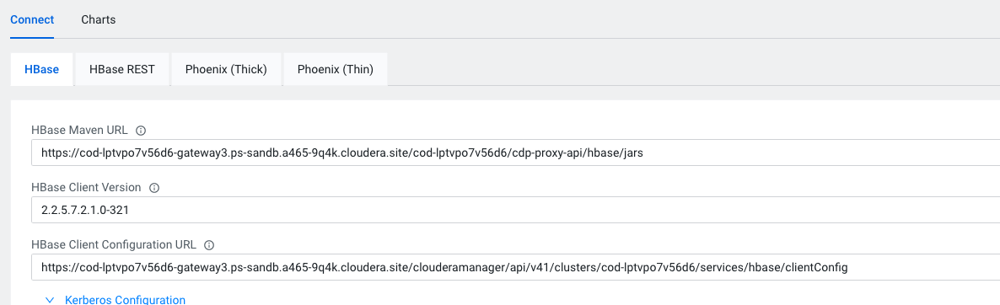 Connect Charts
HBase HBase REST Phoenix (Thick) Phoenix (Thin)
HBase Maven URL
https://cod-lptvpo7v56d6-gateway3.ps-sandb.a465-9q4k.cloudera.site/cod-lptvpo7v56d6/cdp-proxy-api/hbase/jars
HBase Client Version
2.2.5.7.2.1.0-321
HBase Client Configuration URL
https://cod-lptvpo7v56d6-gateway3.ps-sandb.a465-9q4k.cloudera.site/clouderamanager/api/v41/clusters/cod-lptvpo7v56d6/services/hbase/clientConfig
Kerberos Configuration